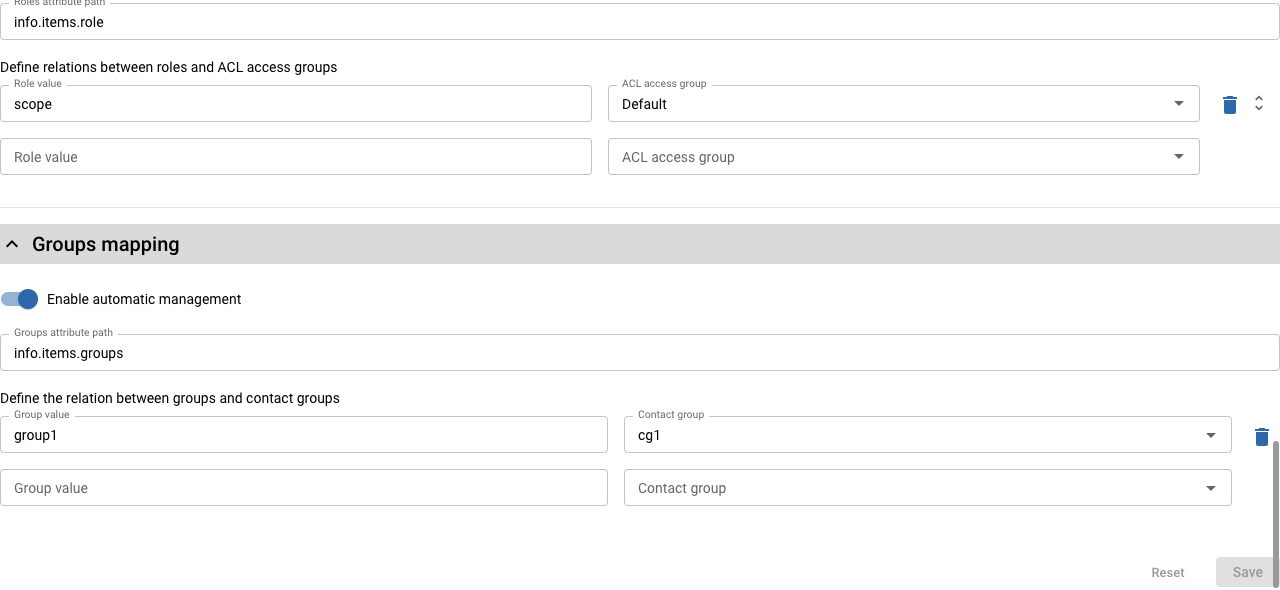 Roles attribute path
info.items.role
Define relations between roles and ACL access groups
Role value
ACL access group
scope
Default
Role value
ACL access group
Groups mapping
Enable automatic management
Groups attribute path
info.items.groups
Define the relation between groups and contact groups
Group value
Contact group
group1
cg1
Group value
Contact group
Reset
Save